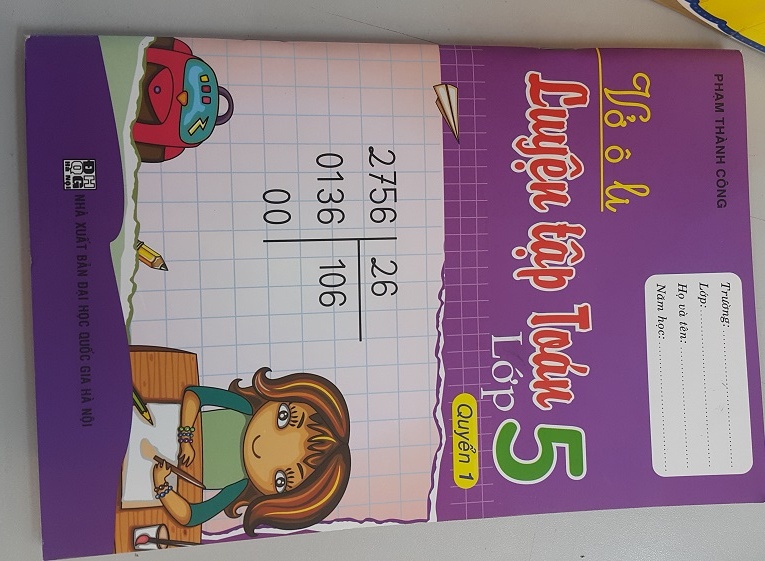 PHẠM THÀNH CÔNG
Trường:
Lớp:
Họ và tên:
Năm học:
Vở ô li
Luyện tập Toán 5
Lớp
Quyển 1
2756 26
0136 106
00
NHÀ XUẤT BẢN ĐẠI HỌC QUỐC GIA HÀ NỘI